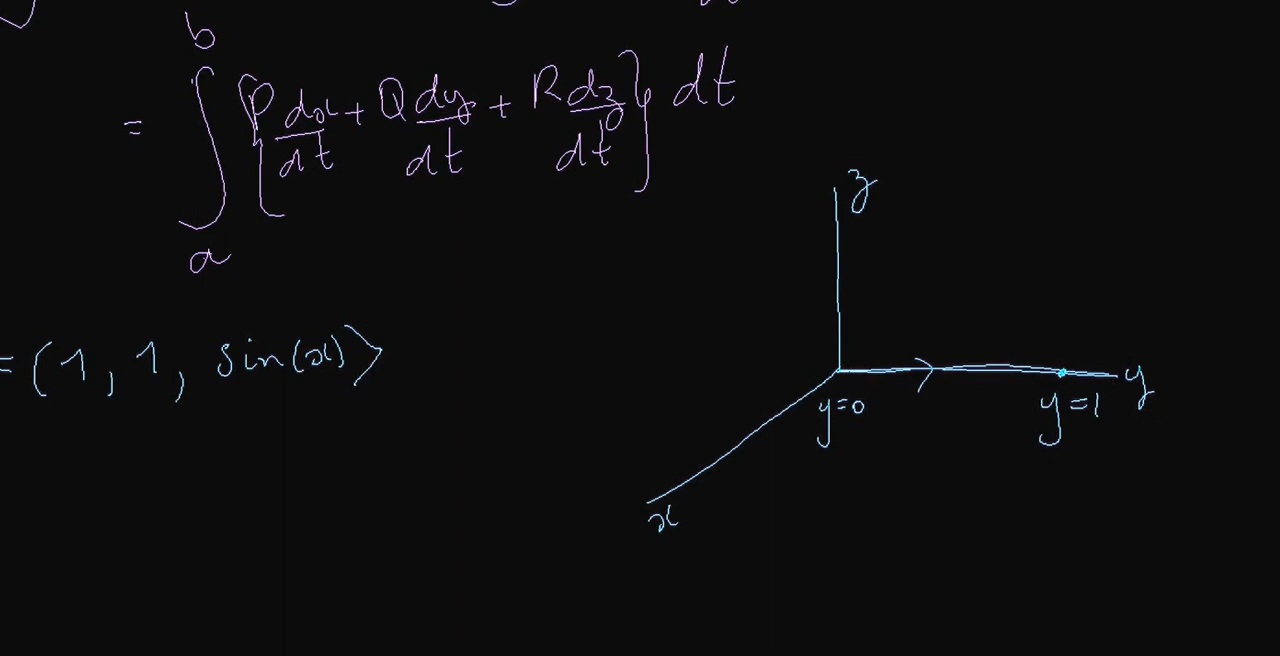 b
= ∫ [P dx/dt + Q dy/dt + R dz/dt] dt
a
z
= (1, 1, sin(x)⟩
y
y=0
y=1
x